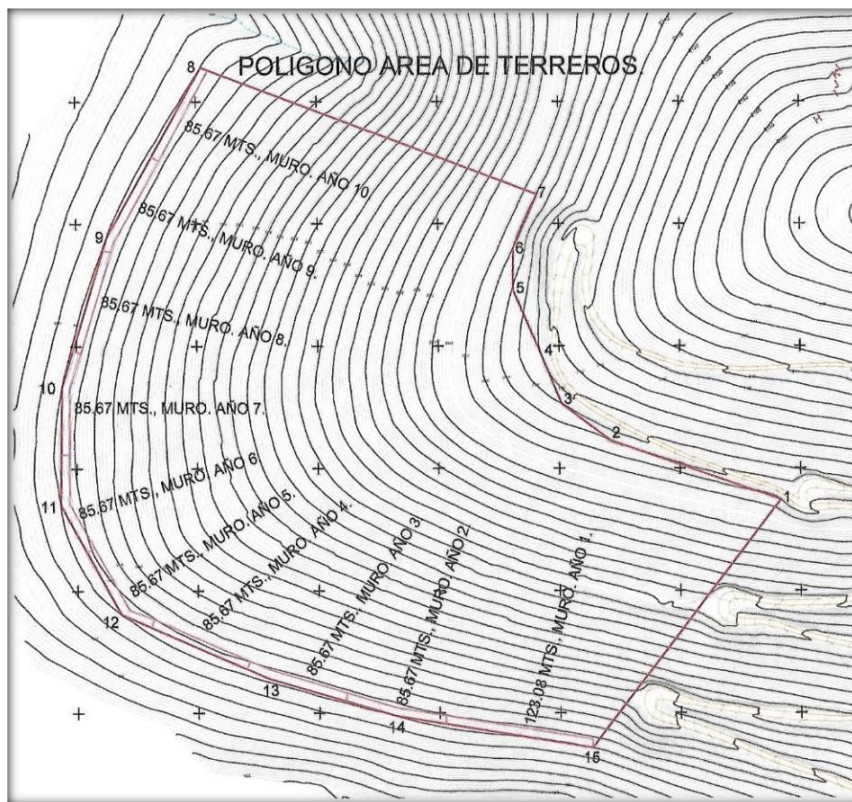 POLIGONO AREA DE TERREROS.
8
85.67 MTS., MURO. AÑO 10
7
85.67 MTS., MURO. AÑO 9.
9
6
5
85.67 MTS., MURO. AÑO 8.
4
10
3
85.67 MTS., MURO. AÑO 7.
2
85.67 MTS., MURO. AÑO 6
1
11
85.67 MTS., MURO. AÑO 5.
85.67 MTS., MURO. AÑO 4.
85.67 MTS., MURO. AÑO 3.
85.67 MTS., MURO. AÑO 2.
123.08 MTS., MURO. AÑO 1.
12
13
14
15
H